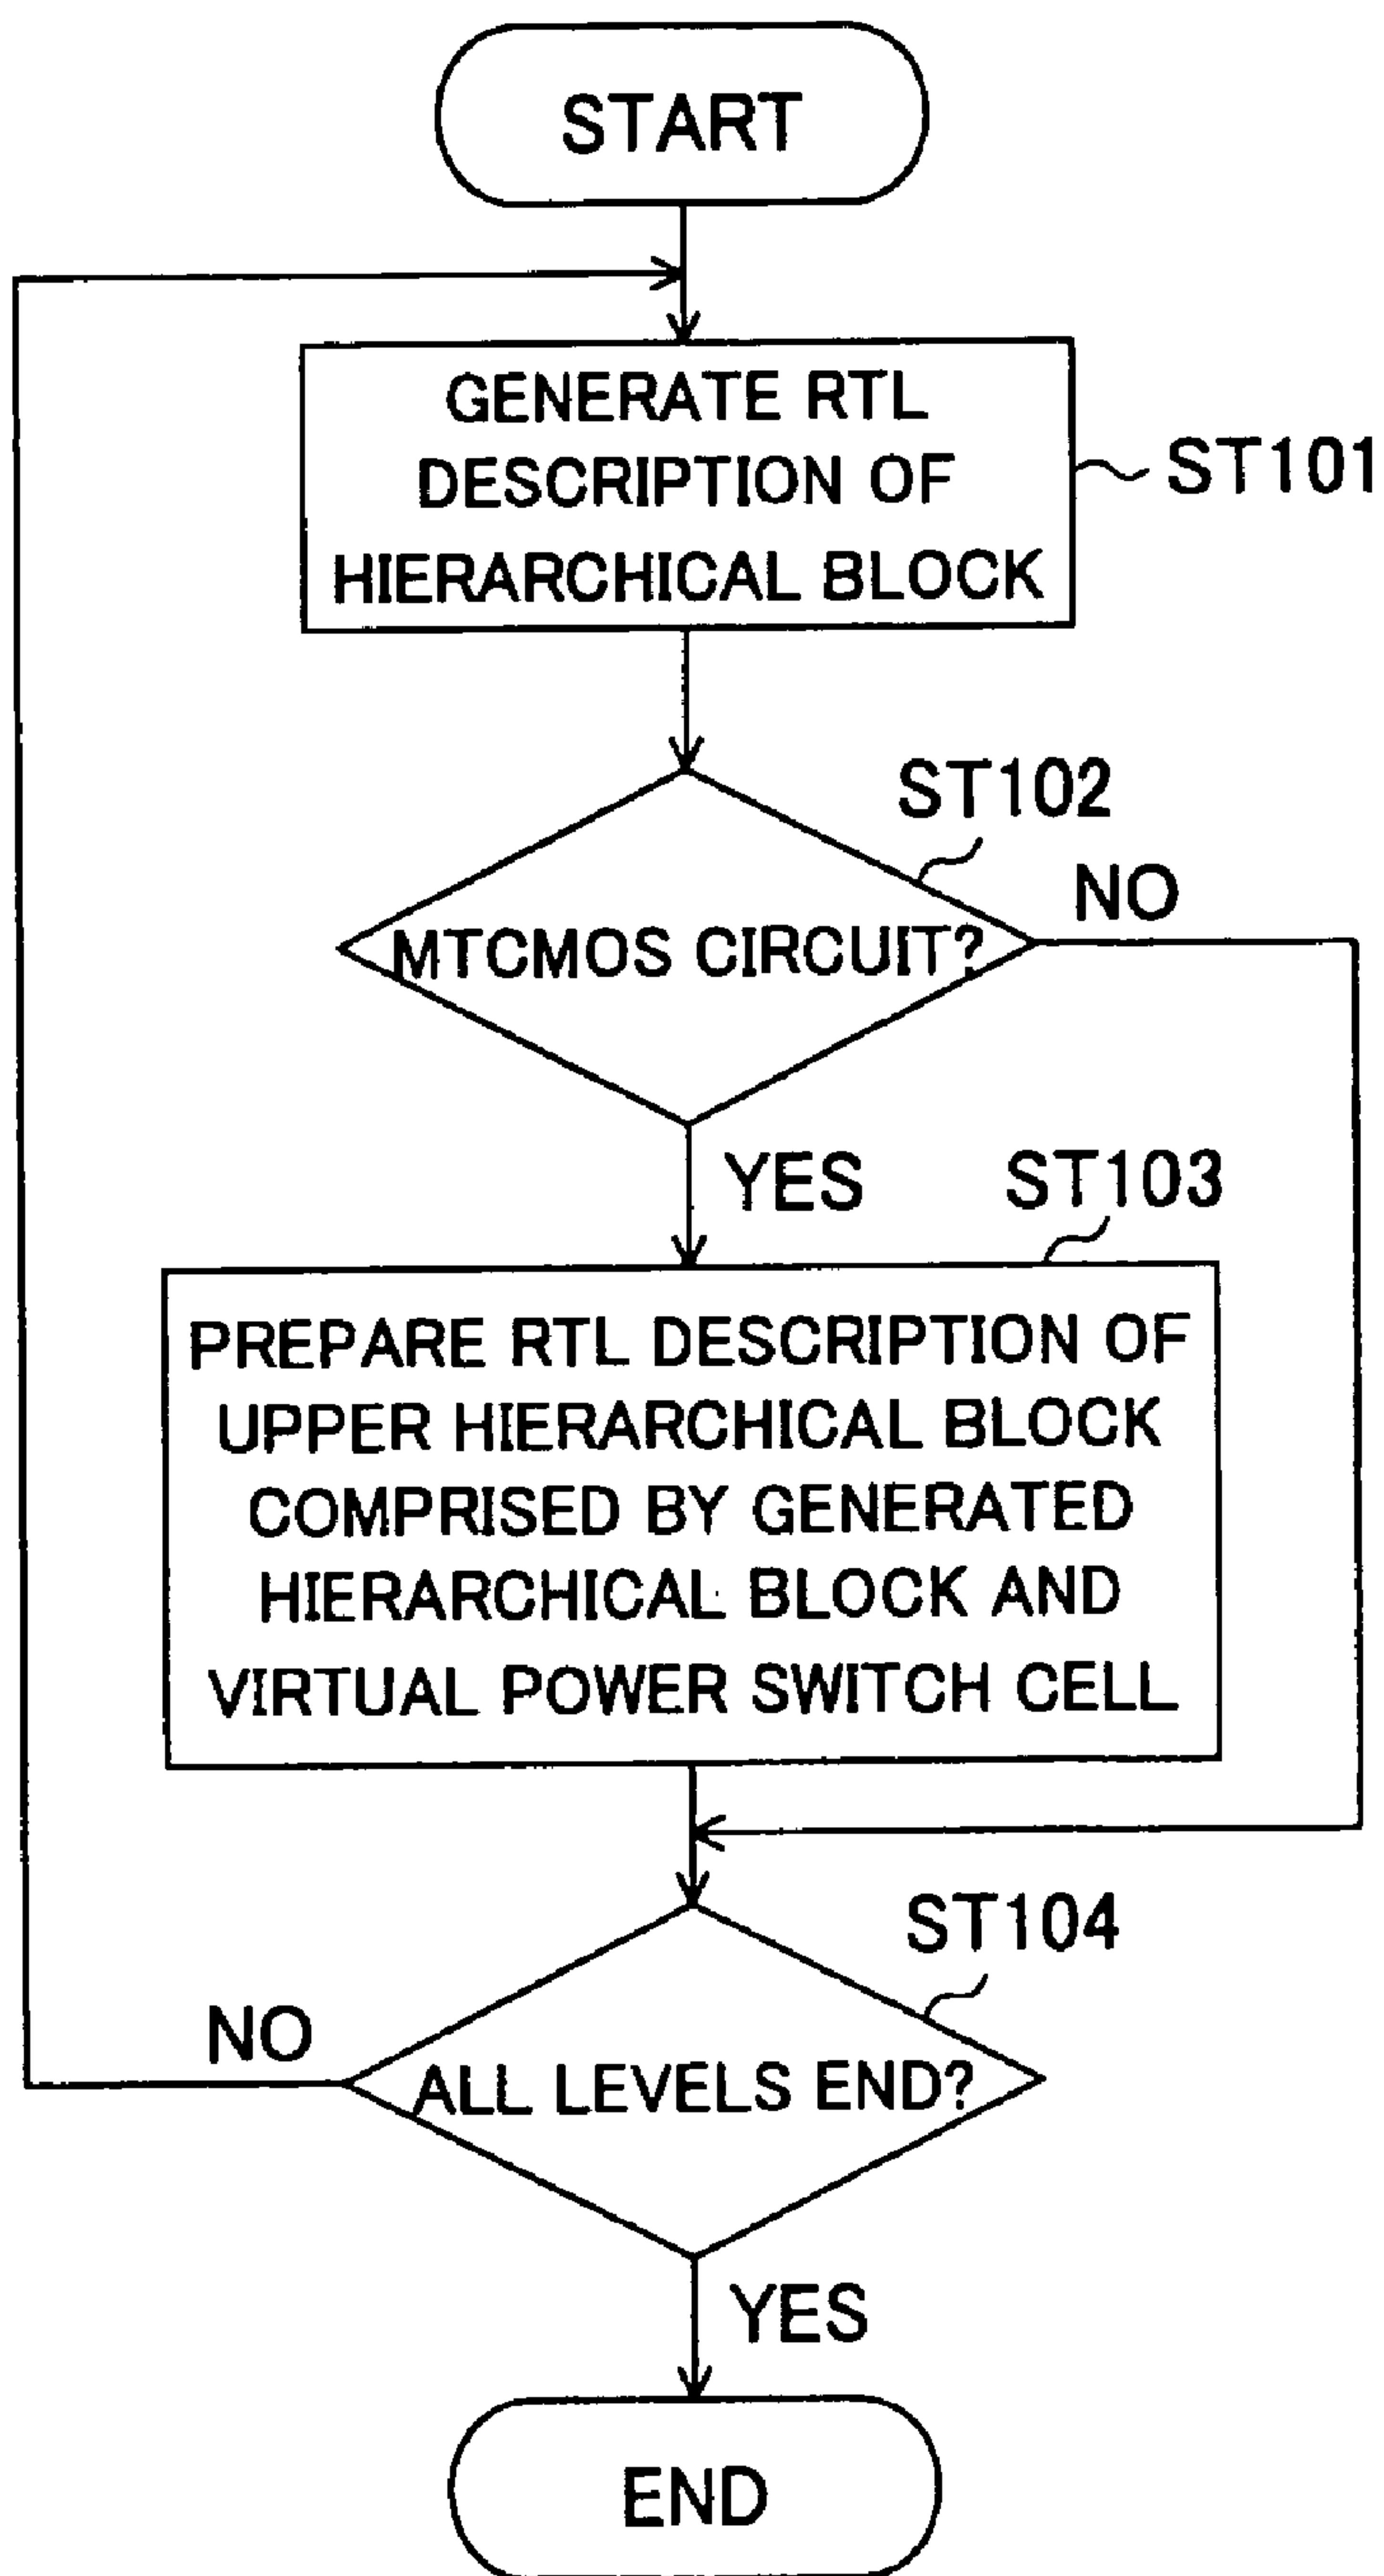 START
GENERATE RTL
DESCRIPTION OF
HIERARCHICAL BLOCK
ST101
ST102
MTCMOS CIRCUIT?
NO
YES
ST103
PREPARE RTL DESCRIPTION OF
UPPER HIERARCHICAL BLOCK
COMPRISED BY GENERATED
HIERARCHICAL BLOCK AND
VIRTUAL POWER SWITCH CELL
ST104
NO
ALL LEVELS END?
YES
END